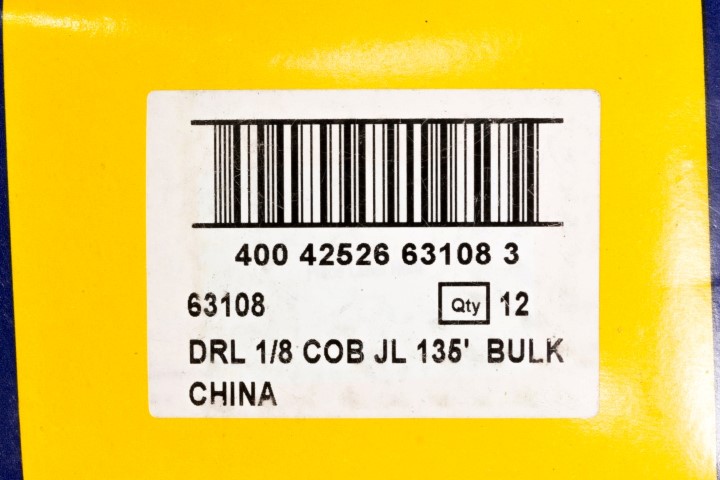 400 42526 63108 3
63108 Qty 12
DRL 1/8 COB JL 135' BULK
CHINA